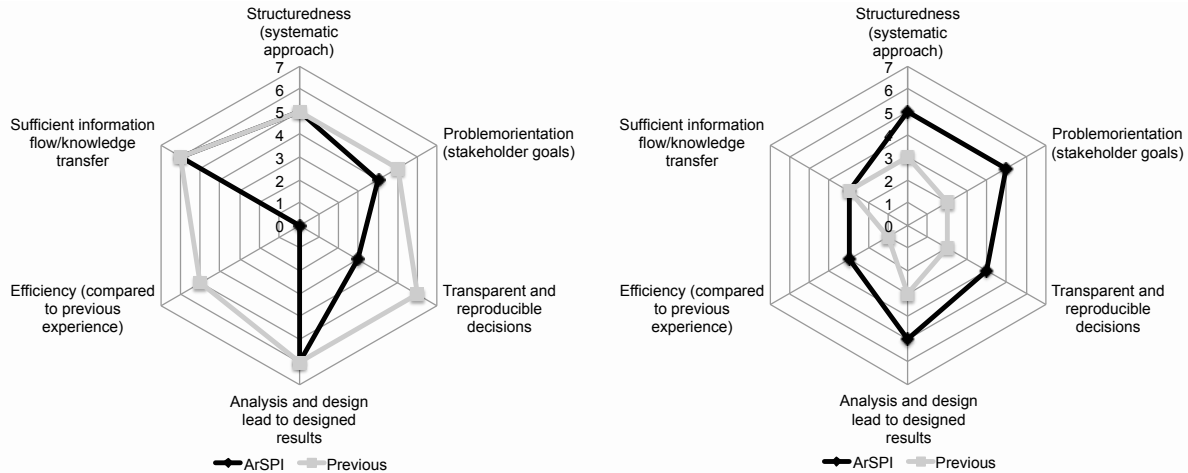 Structuredness
(systematic
approach)
7
6
5
4
3
2
1
0
Problemorientation
(stakeholder goals)
Transparent and
reproducible
decisions
Analysis and design
lead to designed
results
Efficiency (compared
to previous
experience)
Sufficient information
flow/knowledge
transfer
ArSPI Previous
Structuredness
(systematic
approach)
7
6
5
4
3
2
1
0
Problemorientation
(stakeholder goals)
Transparent and
reproducible
decisions
Analysis and design
lead to designed
results
Efficiency (compared
to previous
experience)
Sufficient information
flow/knowledge
transfer
ArSPI Previous